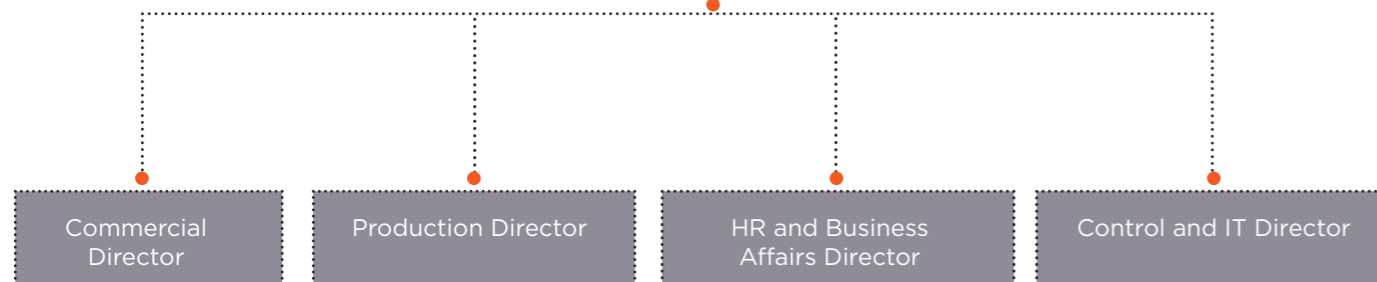 Commercial
Director
Production Director
HR and Business
Affairs Director
Control and IT Director